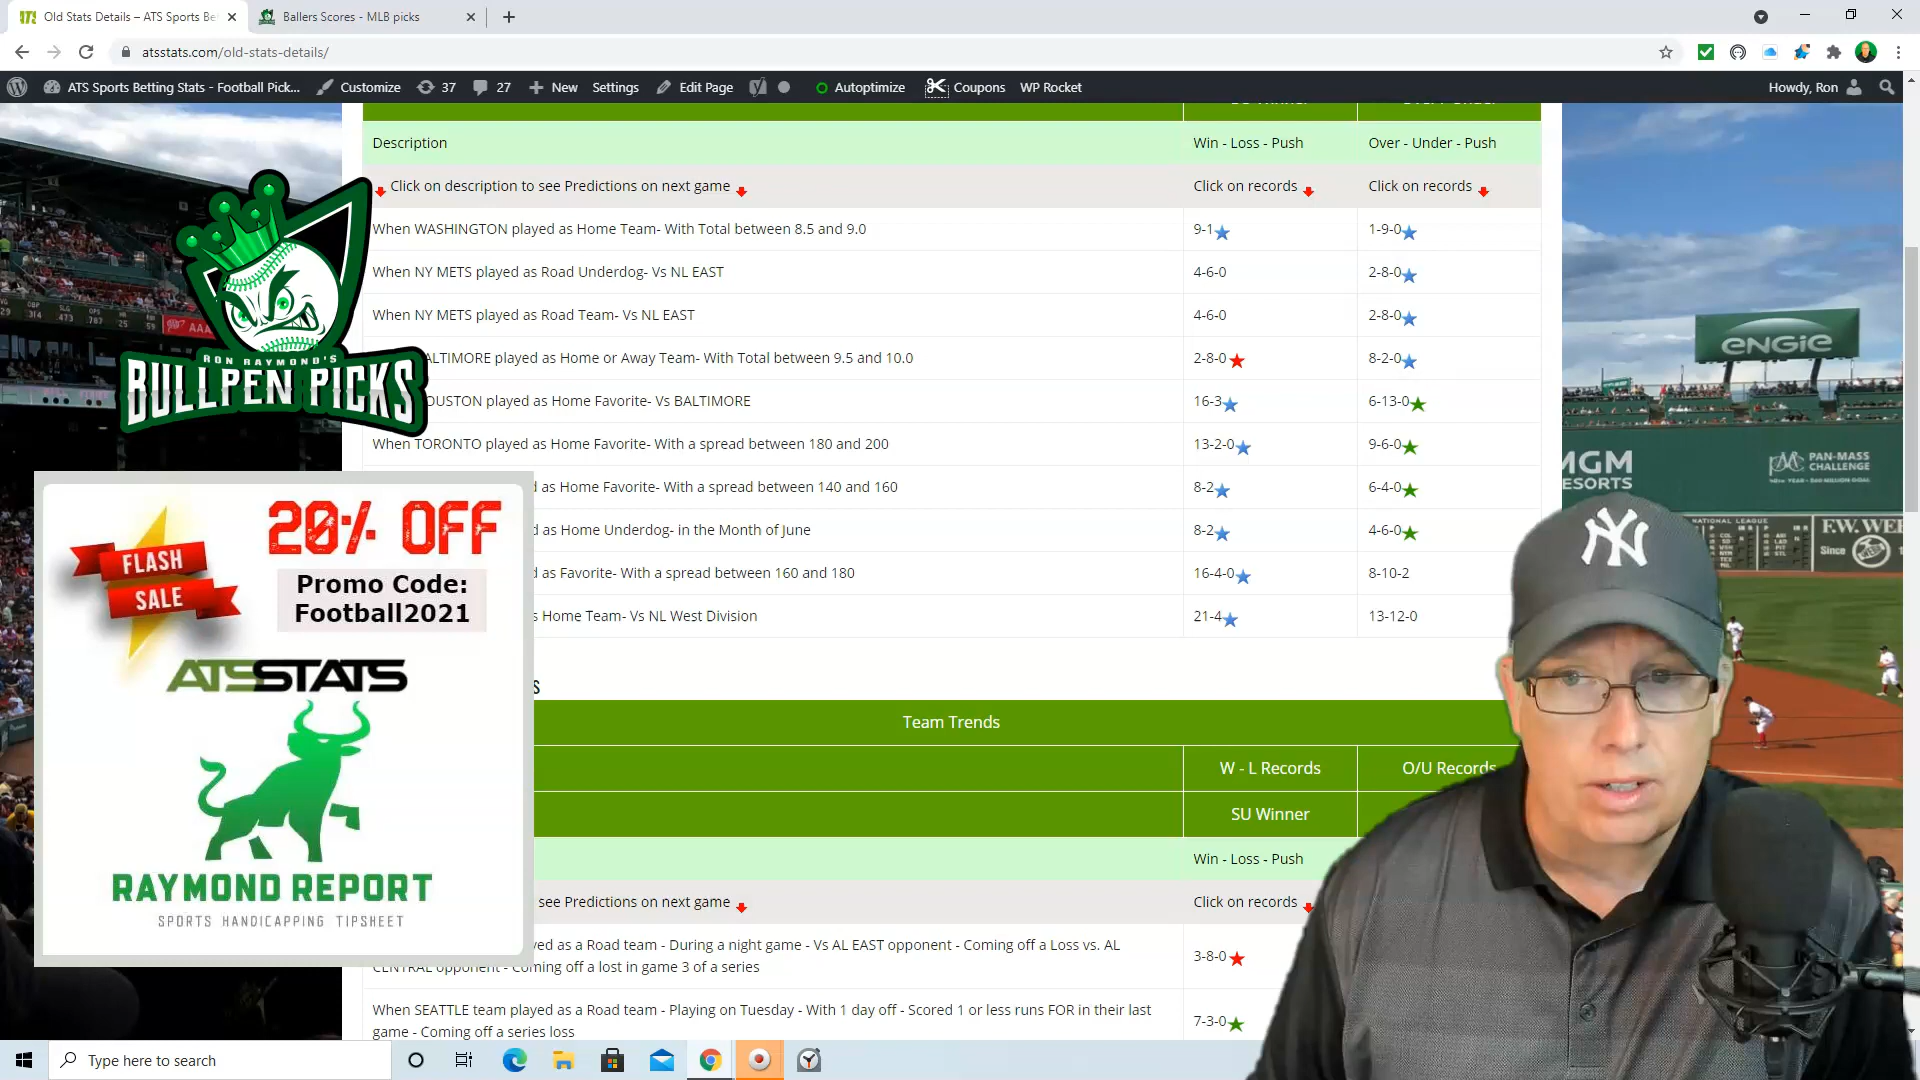 Old Stats Details – ATS Sports Be
Ballers Scores - MLB picks
atsstats.com/old-stats-details/
ATS Sports Betting Stats - Football Pick...
Customize
37
27
New
Settings
Edit Page
Autoptimize
Coupons
WP Rocket
Howdy, Ron
Description
Win - Loss - Push
Over - Under - Push
Click on description to see Predictions on next game
Click on records
Click on records
When WASHINGTON played as Home Team- With Total between 8.5 and 9.0
9-1
1-9-0
When NY METS played as Road Underdog- Vs NL EAST
4-6-0
2-8-0
When NY METS played as Road Team- Vs NL EAST
4-6-0
2-8-0
ALTIMORE played as Home or Away Team- With Total between 9.5 and 10.0
2-8-0
8-2-0
OUSTON played as Home Favorite- Vs BALTIMORE
16-3
6-13-0
When TORONTO played as Home Favorite- With a spread between 180 and 200
13-2-0
9-6-0
d as Home Favorite- With a spread between 140 and 160
8-2
6-4-0
d as Home Underdog- in the Month of June
8-2
4-6-0
d as Favorite- With a spread between 160 and 180
16-4-0
8-10-2
s Home Team- Vs NL West Division
21-4
13-12-0
RON RAYMOND'S
BULLPEN PICKS
FLASH
SALE
20% OFF
Promo Code:
Football2021
ATSSTATS
RAYMOND REPORT
SPORTS HANDICAPPING TIPSHEET
S
Team Trends
W - L Records
O/U Records
SU Winner
Win - Loss - Push
see Predictions on next game
Click on records
ed as a Road team - During a night game - Vs AL EAST opponent - Coming off a Loss vs. AL
CENTRAL opponent - Coming off a lost in game 3 of a series
3-8-0
When SEATTLE team played as a Road team - Playing on Tuesday - With 1 day off - Scored 1 or less runs FOR in their last
game - Coming off a series loss
7-3-0
ENGIE
MGM
RESORTS
PAN-MASS
CHALLENGE
NATIONAL LEAGUE
F.W. WE
Since
NY
Type here to search